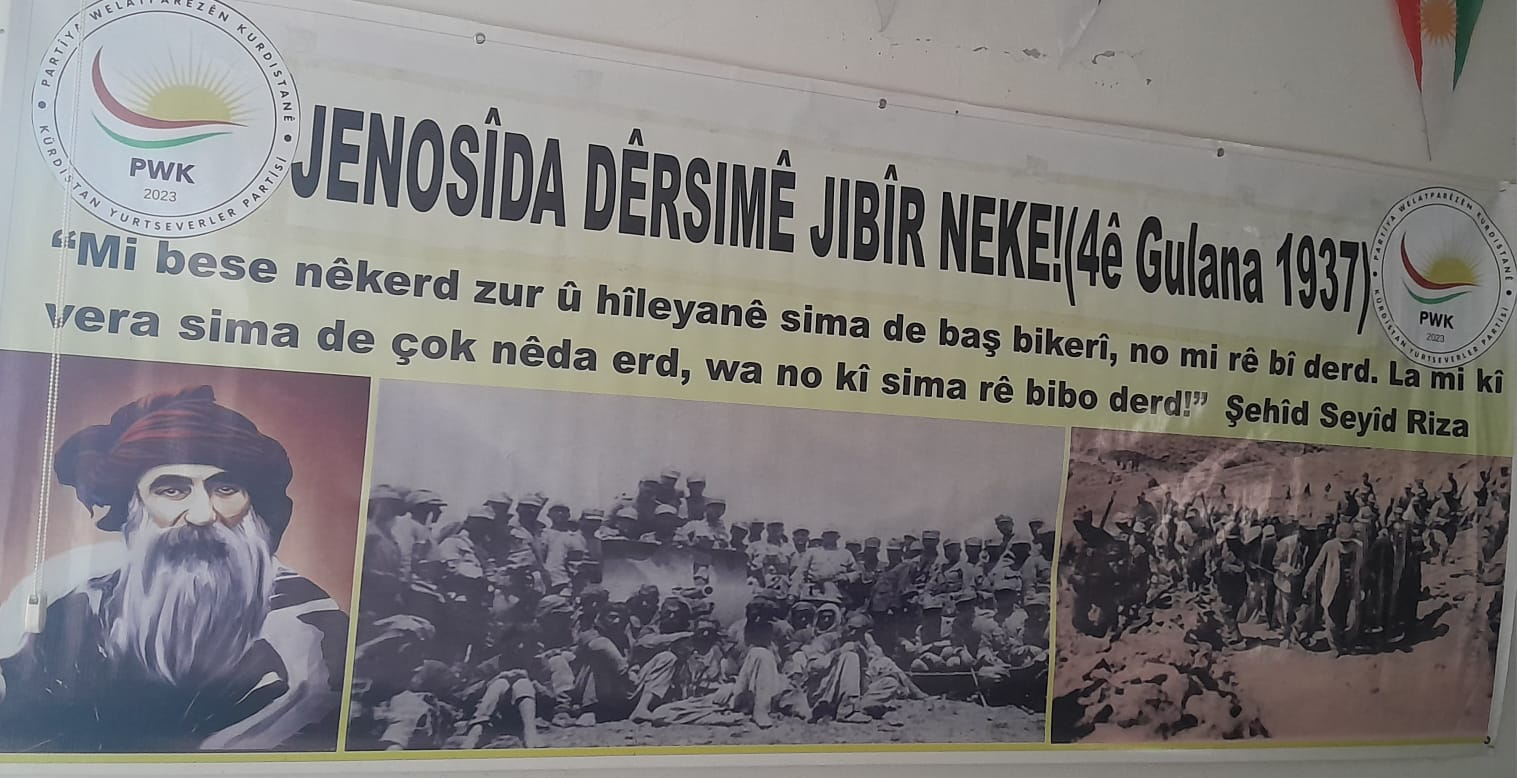 PARTÎYA WELATPARÊZÊN KURDISTANÊ
PWK
2023
KÜRDİSTAN YURTSEVERLER PARTİSİ
JENOSÎDA DÊRSIMÊ JIBÎR NEKE!(4ê Gulana 1937)
“Mi bese nêkerd zur û hîleyanê sima de baş bikerî, no mi rê bî derd. La mi kî
vera sima de çok nêda erd, wa no kî sima rê bibo derd!” Şehîd Seyîd Riza
PARTÎYA WELATPARÊZÊN KURDISTANÊ
PWK
2023
KÜRDİSTAN YURTSEVERLER PARTİSİ